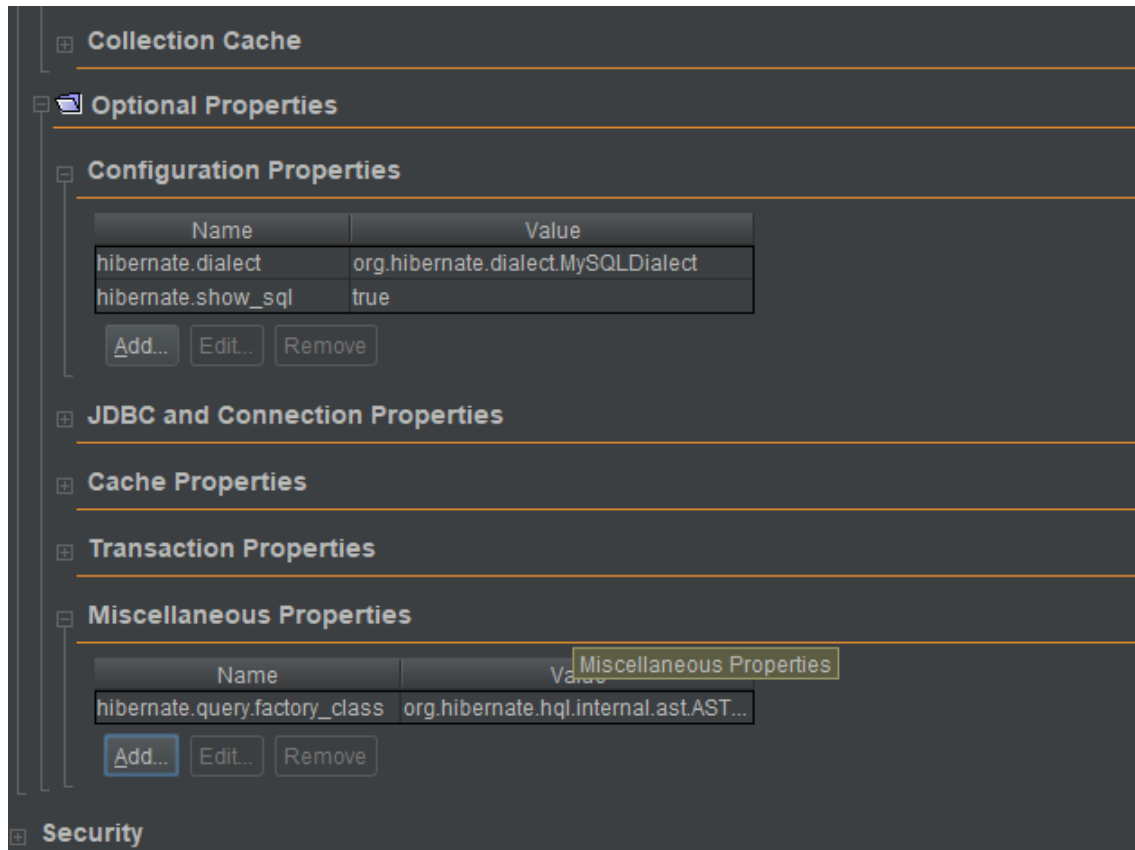 Collection Cache
Optional Properties
Configuration Properties
Name Value
hibernate.dialect org.hibernate.dialect.MySQLDialect
hibernate.show_sql true
Add... Edit... Remove
JDBC and Connection Properties
Cache Properties
Transaction Properties
Miscellaneous Properties
Miscellaneous Properties
Name
hibernate.query.factory_class org.hibernate.hql.internal.ast.AST...
Add... Edit... Remove
Security